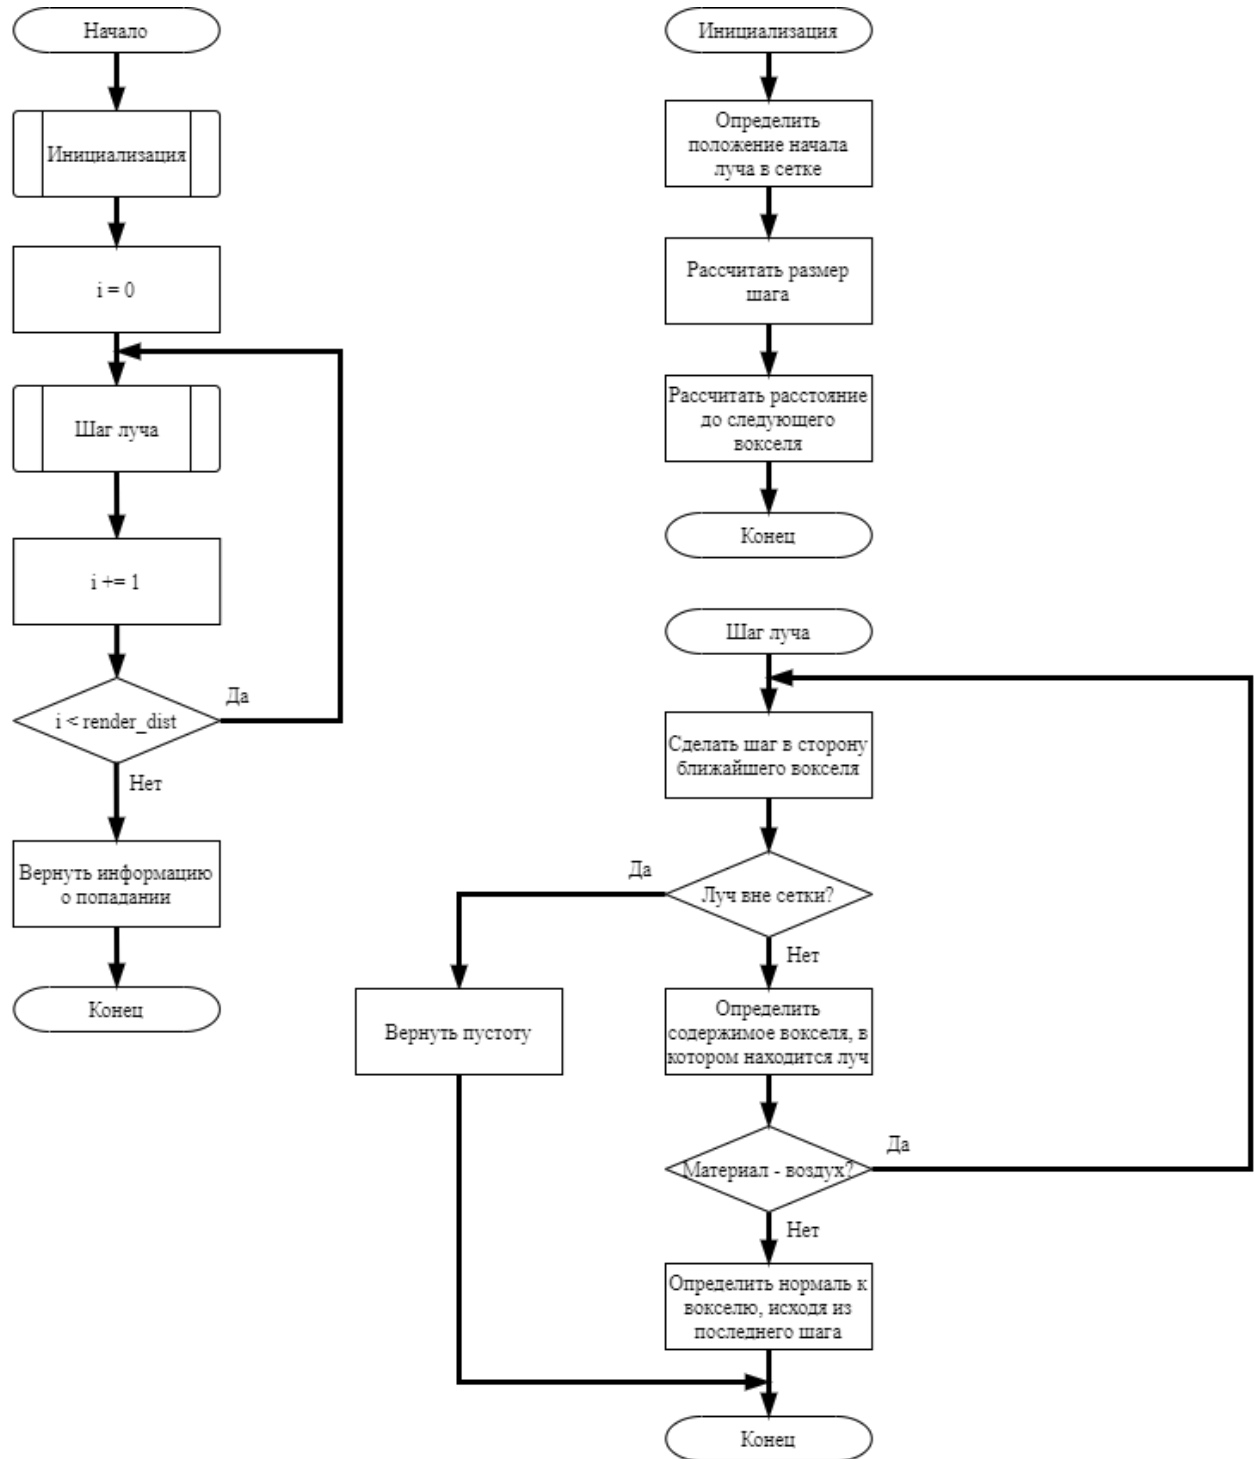 Начало
Инициализация
i = 0
Шаг луча
i += 1
i < render_dist
Да
Нет
Вернуть информацию
о попадании
Конец
Инициализация
Определить
положение начала
луча в сетке
Рассчитать размер
шага
Рассчитать расстояние
до следующего
вокселя
Конец
Шаг луча
Сделать шаг в сторону
ближайшего вокселя
Луч вне сетки?
Да
Нет
Вернуть пустоту
Определить
содержимое вокселя, в
котором находится луч
Материал - воздух?
Да
Нет
Определить нормаль к
вокселю, исходя из
последнего шага
Конец